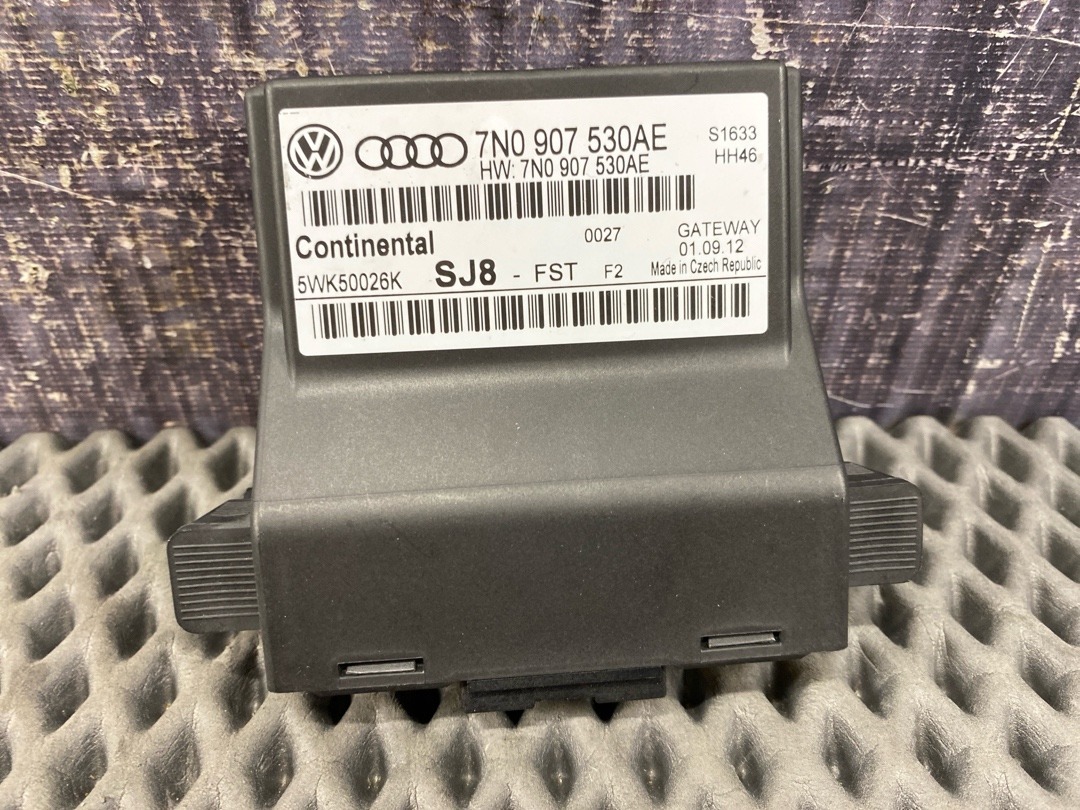 7N0 907 530AE
HW: 7N0 907 530AE
S1633
HH46
Continental
0027
GATEWAY
01.09.12
5WK50026K
SJ8 - FST F2
Made in Czech Republic